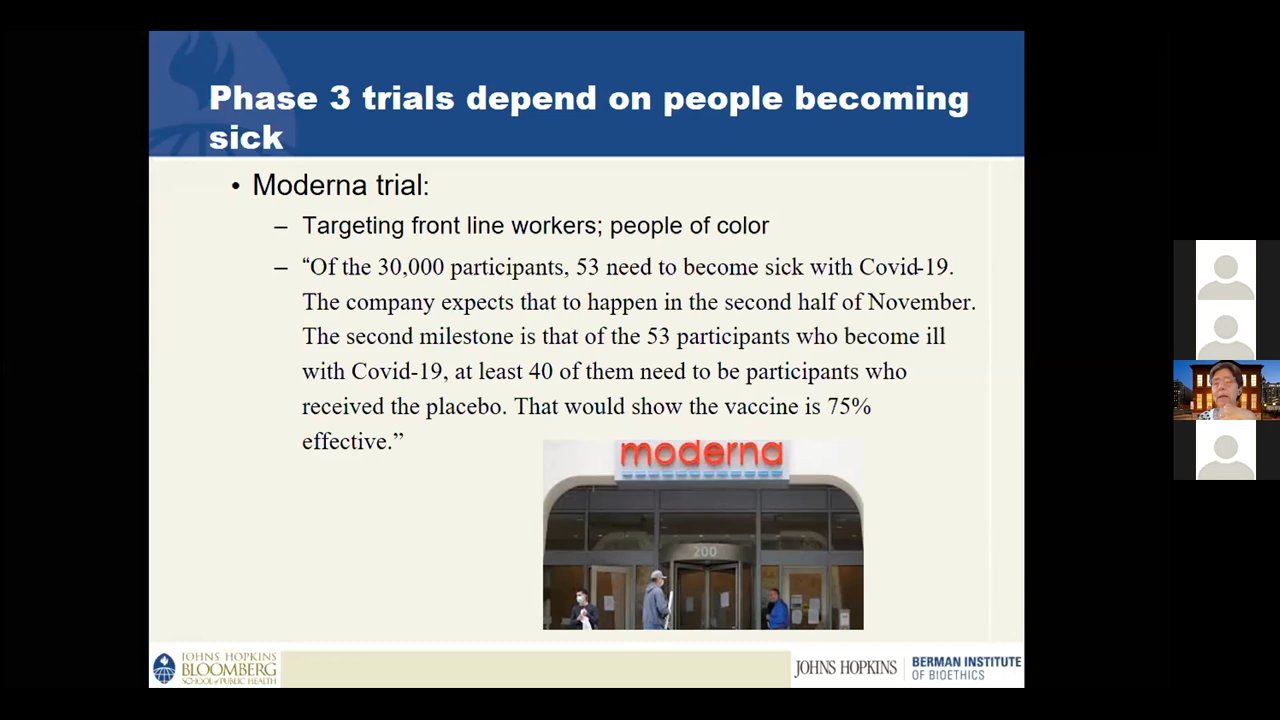 Phase 3 trials depend on people becoming
sick
• Moderna trial:
– Targeting front line workers; people of color
– “Of the 30,000 participants, 53 need to become sick with Covid-19.
The company expects that to happen in the second half of November.
The second milestone is that of the 53 participants who become ill
with Covid-19, at least 40 of them need to be participants who
received the placebo. That would show the vaccine is 75%
effective.”
moderna
200
JOHNS HOPKINS
BLOOMBERG
SCHOOL of PUBLIC HEALTH
JOHNS HOPKINS
BERMAN INSTITUTE
OF BIOETHICS